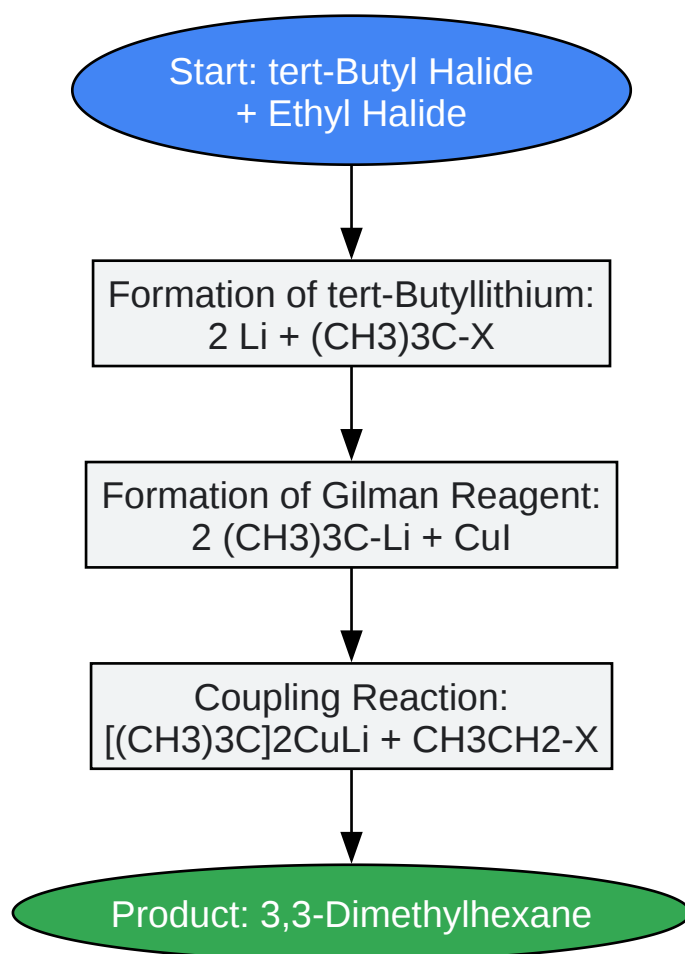 Start: tert-Butyl Halide
+ Ethyl Halide
Formation of tert-Butyllithium:
2 Li + (CH3)3C-X
Formation of Gilman Reagent:
2 (CH3)3C-Li + CuI
Coupling Reaction:
[(CH3)3C]2CuLi + CH3CH2-X
Product: 3,3-Dimethylhexane